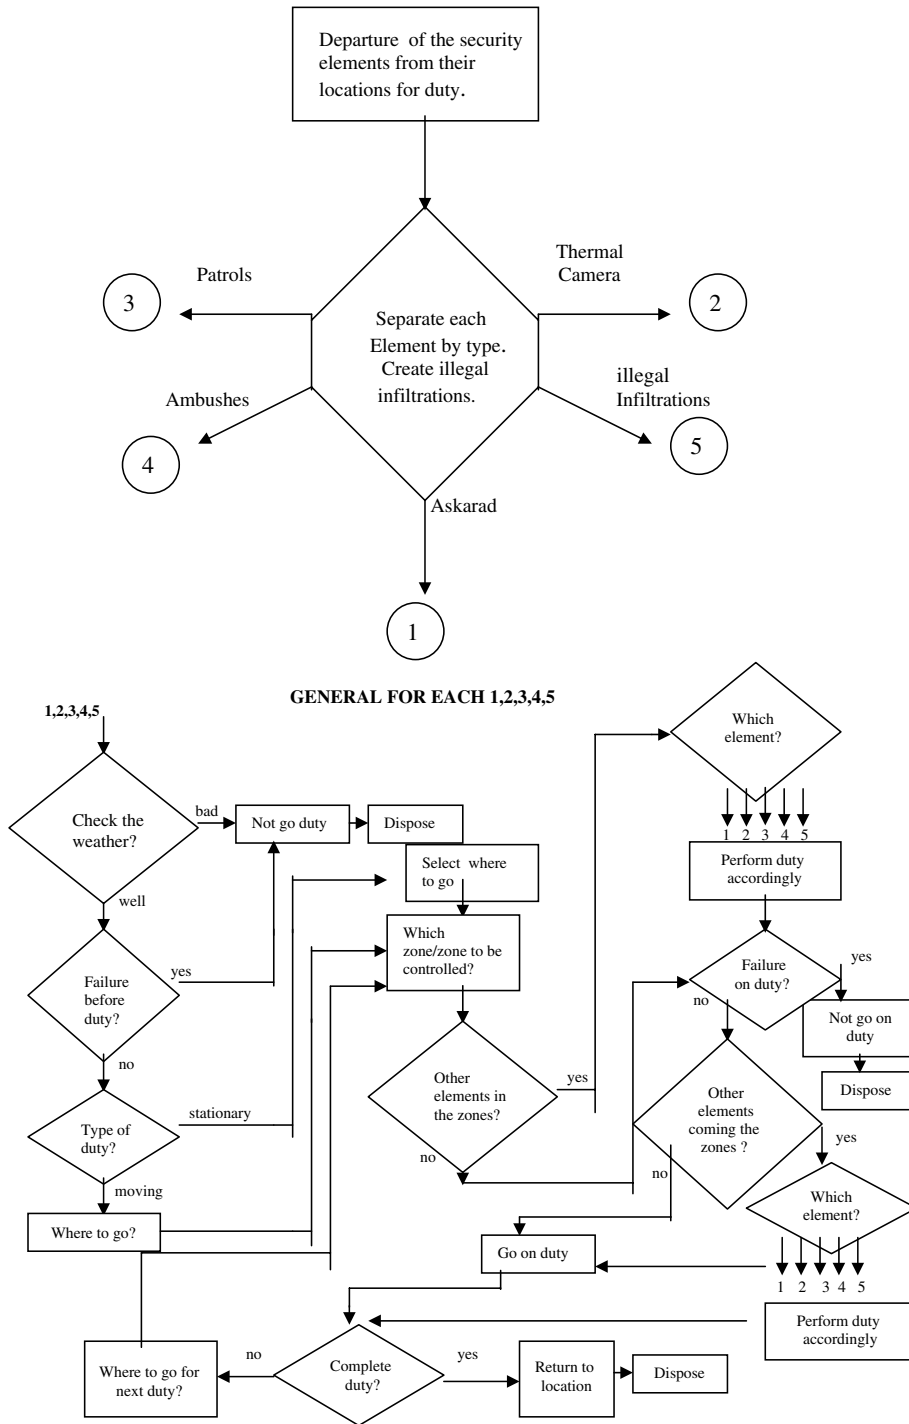 Departure of the security
elements from their
locations for duty.
Patrols
Thermal
Camera
3
2
Separate each
Element by type.
Create illegal
infiltrations.
Ambushes
illegal
Infiltrations
4
5
Askarad
1
GENERAL FOR EACH 1,2,3,4,5
1,2,3,4,5
Check the
weather?
bad
Not go duty
Dispose
well
Select where
to go
Which
zone/zone to be
controlled?
Failure
before
duty?
yes
no
Type of
duty?
stationary
moving
Where to go?
Other
elements in
the zones?
yes
no
Which
element?
1 2 3 4 5
Perform duty
accordingly
Failure
on duty?
yes
no
Not go on
duty
Dispose
Other
elements
coming the
zones ?
yes
no
Which
element?
1 2 3 4 5
Go on duty
Perform duty
accordingly
Complete
duty?
no
yes
Where to go for
next duty?
Return to
location
Dispose